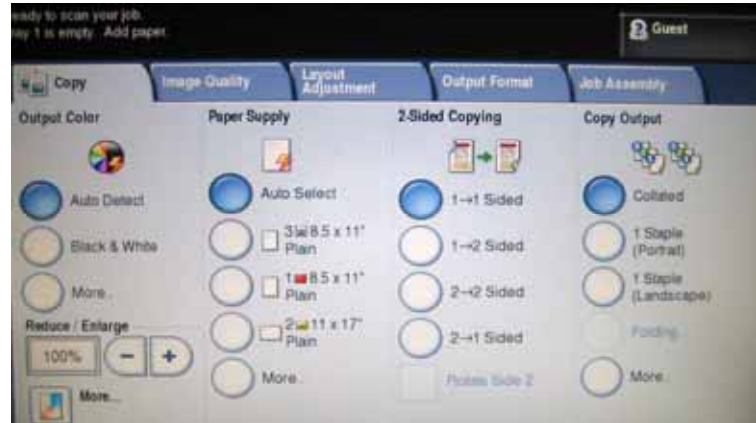 ready to scan your job.
ay 1 is empty. Add paper.
Guest
Copy
Image Quality
Layout
Adjustment
Output Format
Job Assembly
Output Color
Auto Detect
Black & White
More...
Reduce / Enlarge
100%
- +
More...
Paper Supply
Auto Select
3 8.5 x 11"
Plain
1 8.5 x 11"
Plain
2 11 x 17"
Plain
More...
2-Sided Copying
1→1 Sided
1→2 Sided
2→2 Sided
2→1 Sided
Rotate Side 2
Copy Output
Collated
1 Staple
(Portrait)
1 Staple
(Landscape)
Folding...
More...